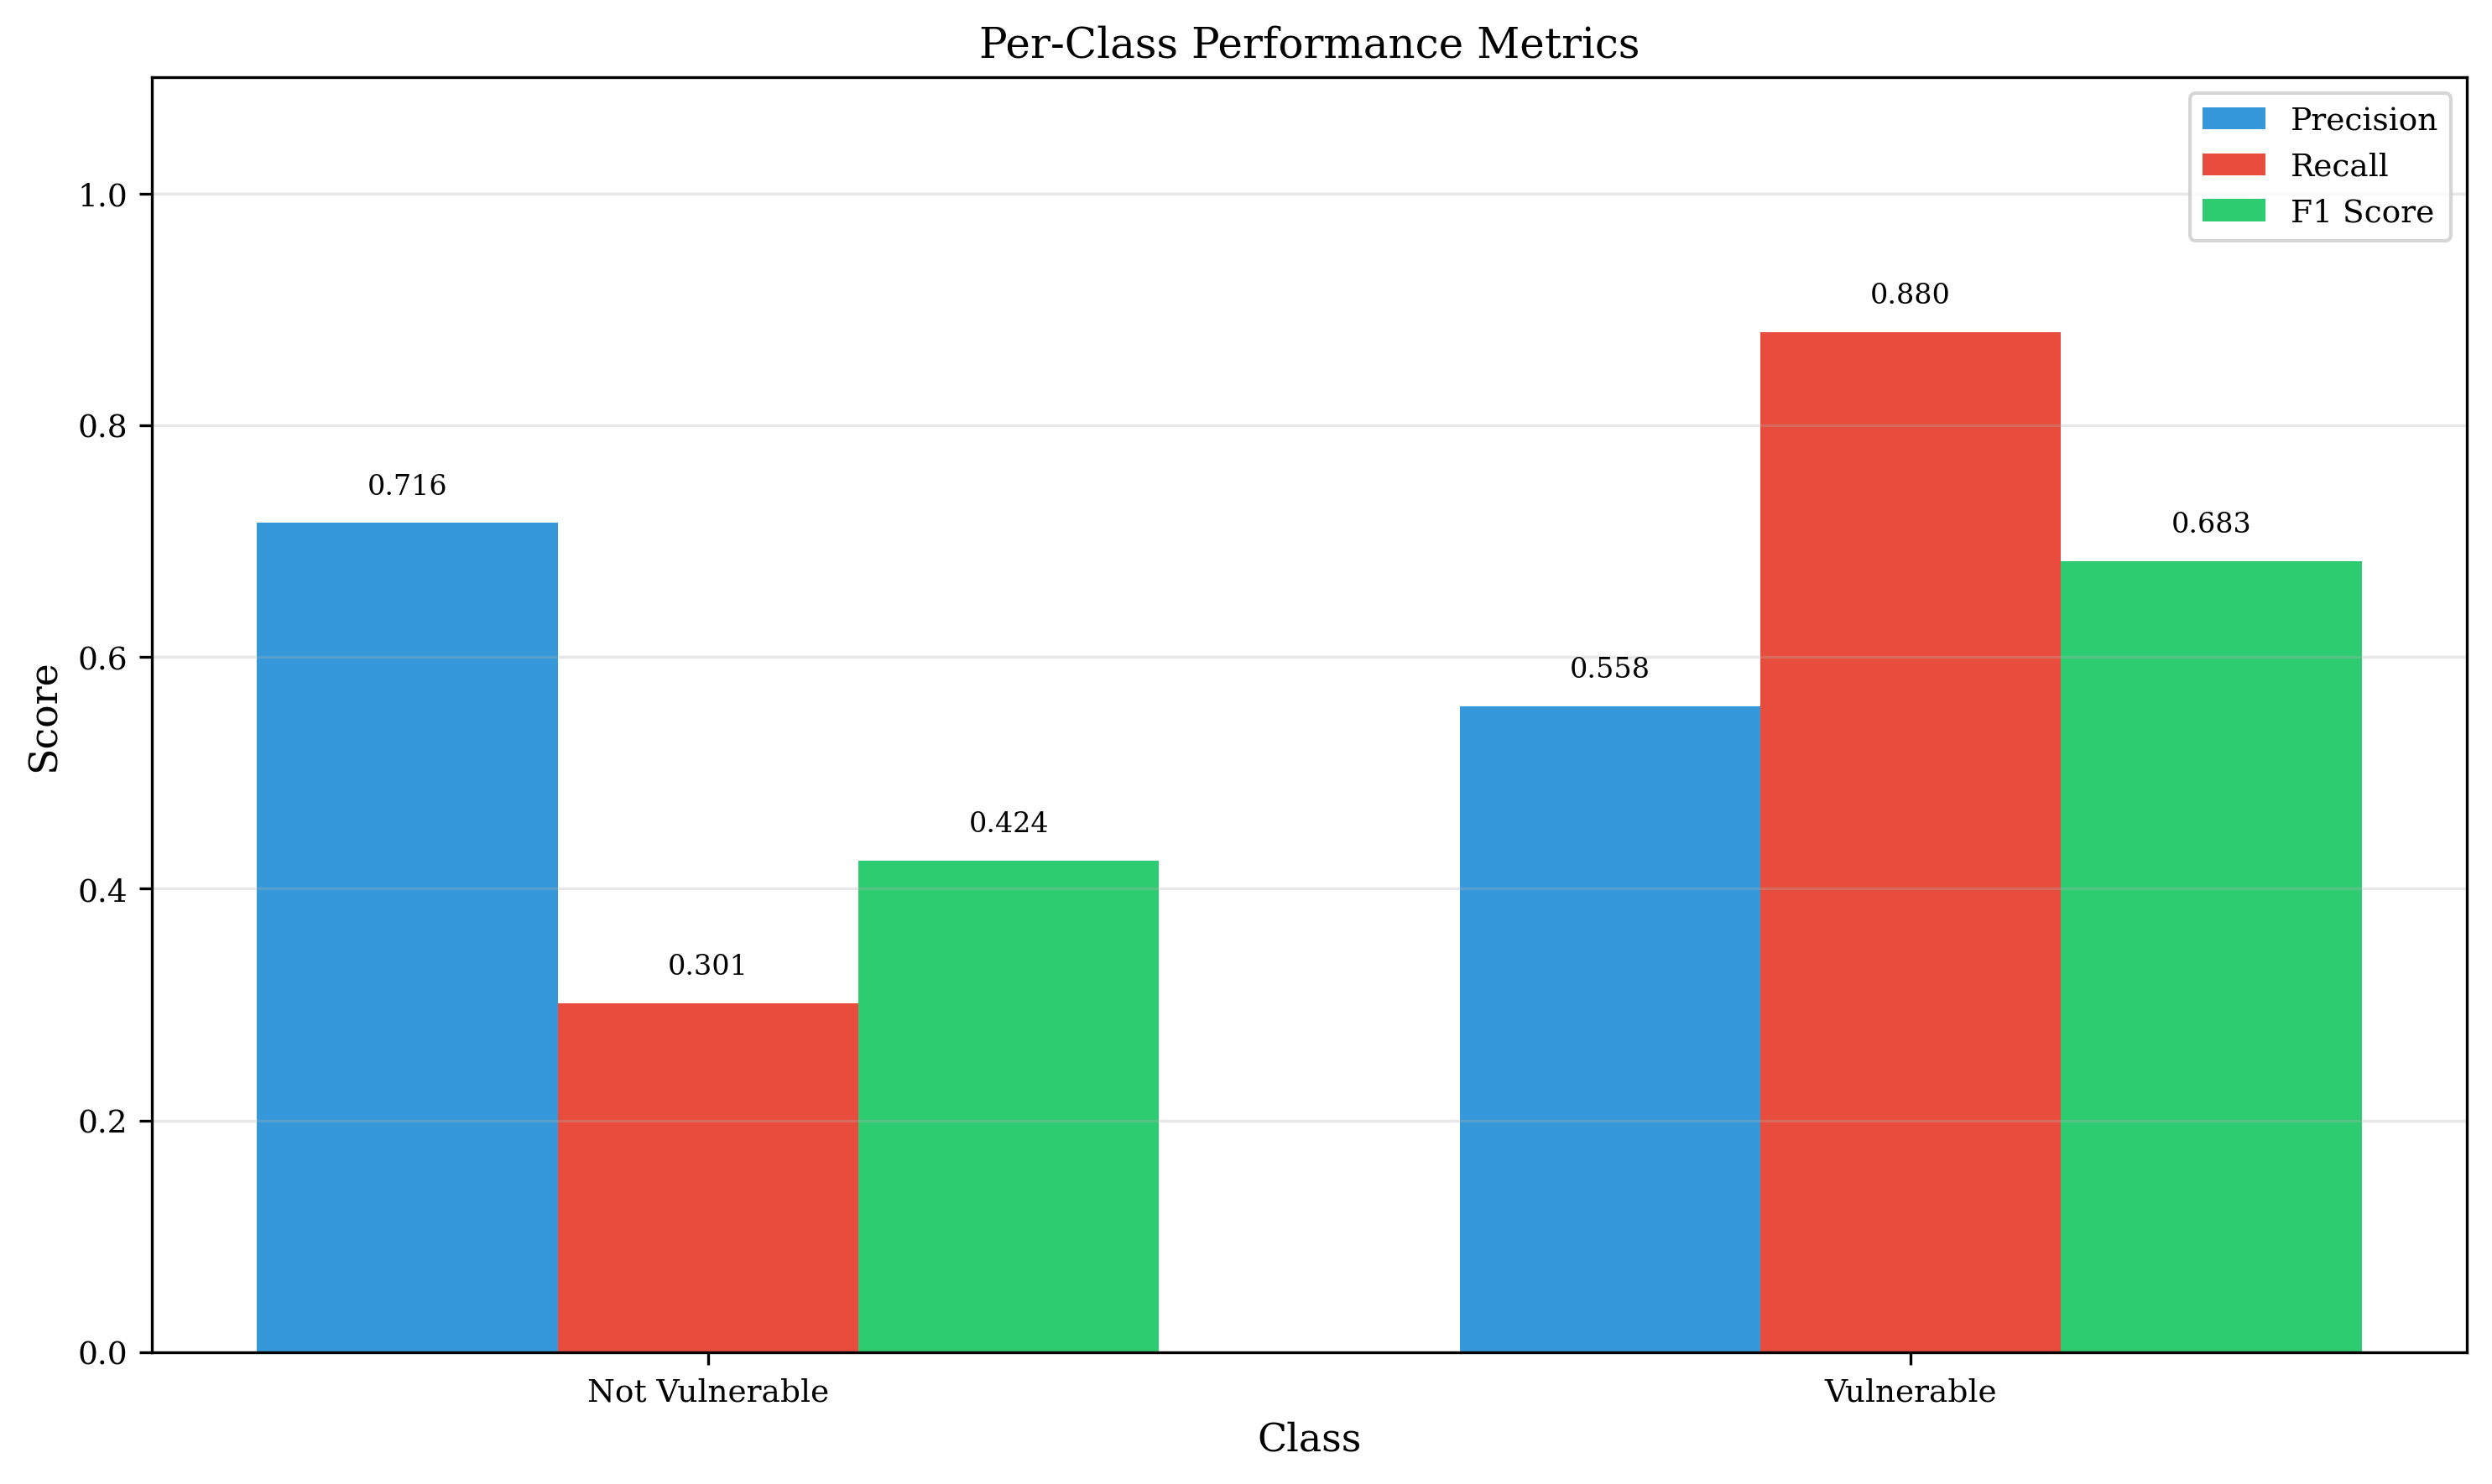 Per-Class Performance Metrics
Precision
Recall
F1 Score
1.0
0.8
0.6
0.4
0.2
0.0
Score
0.716
0.301
0.424
0.558
0.880
0.683
Not Vulnerable
Vulnerable
Class